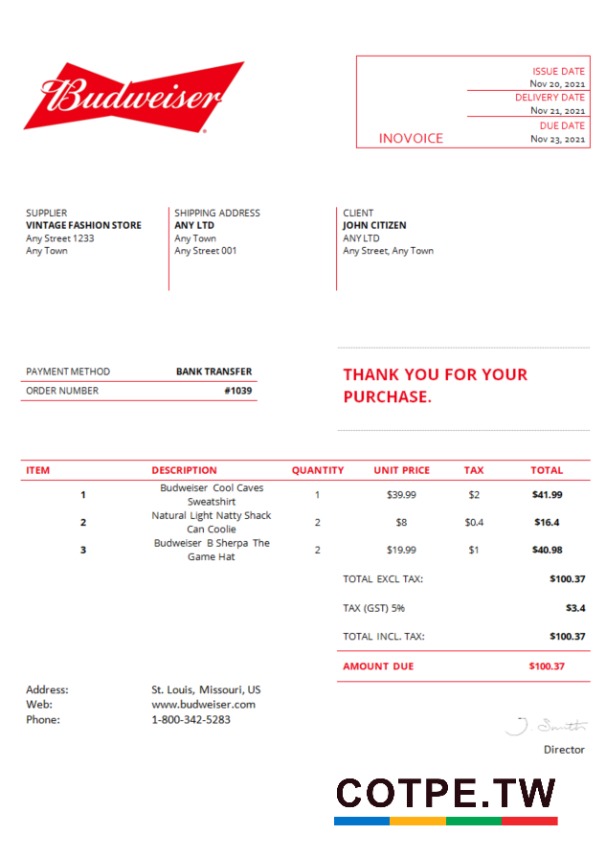 Budweiser
ISSUE DATE
Nov 20, 2021
DELIVERY DATE
Nov 21, 2021
DUE DATE
INOVOICE Nov 23, 2021
SUPPLIER SHIPPING ADDRESS CLIENT
VINTAGE FASHION STORE ANY LTD JOHN CITIZEN
Any Street 1233 Any Town ANY LTD
Any Town Any Street 001 Any Street, Any Town
PAYMENT METHOD BANK TRANSFER
ORDER NUMBER #1039
THANK YOU FOR YOUR
PURCHASE.
ITEM DESCRIPTION QUANTITY UNIT PRICE TAX TOTAL
1 Budweiser Cool Caves Sweatshirt 1 $39.99 $2 $41.99
2 Natural Light Natty Shack Can Coolie 2 $8 $0.4 $16.4
3 Budweiser B Sherpa The Game Hat 2 $19.99 $1 $40.98
TOTAL EXCL TAX: $100.37
TAX (GST) 5% $3.4
TOTAL INCL. TAX: $100.37
AMOUNT DUE $100.37
Address: St. Louis, Missouri, US
Web: www.budweiser.com
Phone: 1-800-342-5283
J. Smith
Director
COTPE.TW